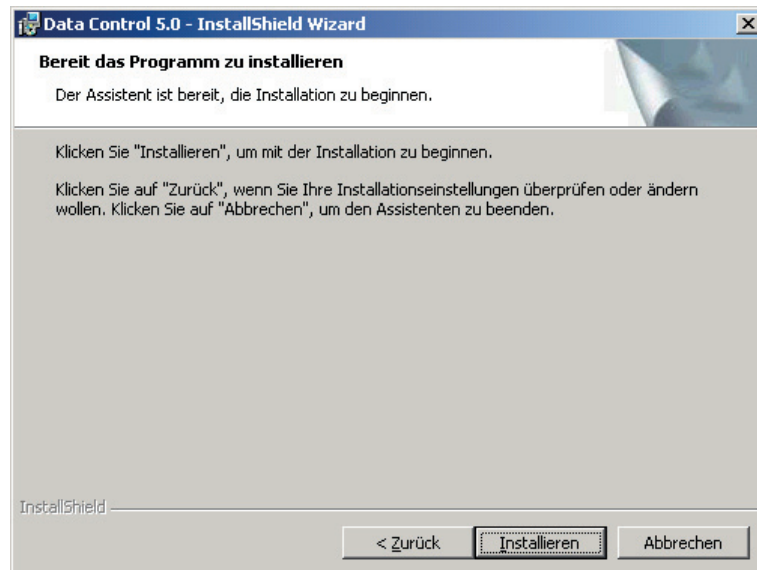 Data Control 5.0 - InstallShield Wizard
Bereit das Programm zu installieren
Der Assistent ist bereit, die Installation zu beginnen.
Klicken Sie "Installieren", um mit der Installation zu beginnen.
Klicken Sie auf "Zurück", wenn Sie Ihre Installationseinstellungen überprüfen oder ändern
wollen. Klicken Sie auf "Abbrechen", um den Assistenten zu beenden.
InstallShield
< Zurück Installieren Abbrechen